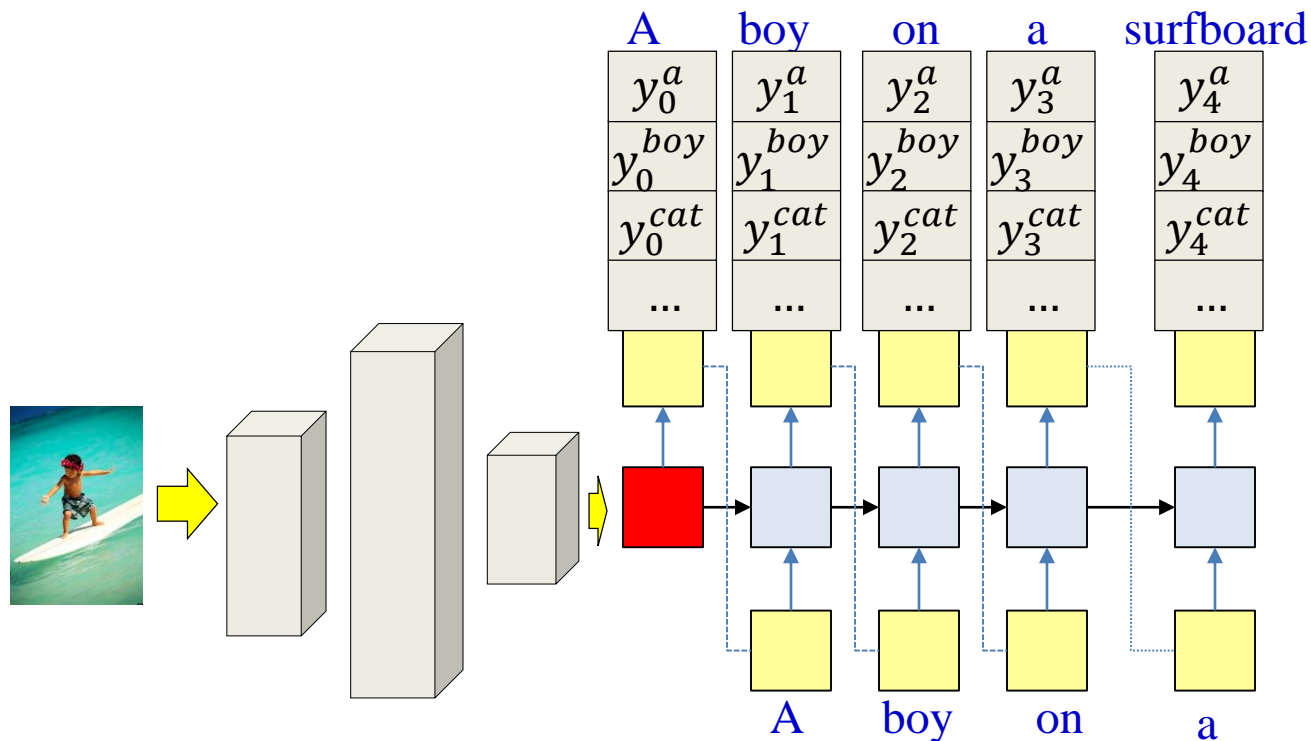 A boy on a surfboard
y_0^a y_1^a y_2^a y_3^a y_4^a
y_0^boy y_1^boy y_2^boy y_3^boy y_4^boy
y_0^cat y_1^cat y_2^cat y_3^cat y_4^cat
... ... ... ... ...
A boy on a